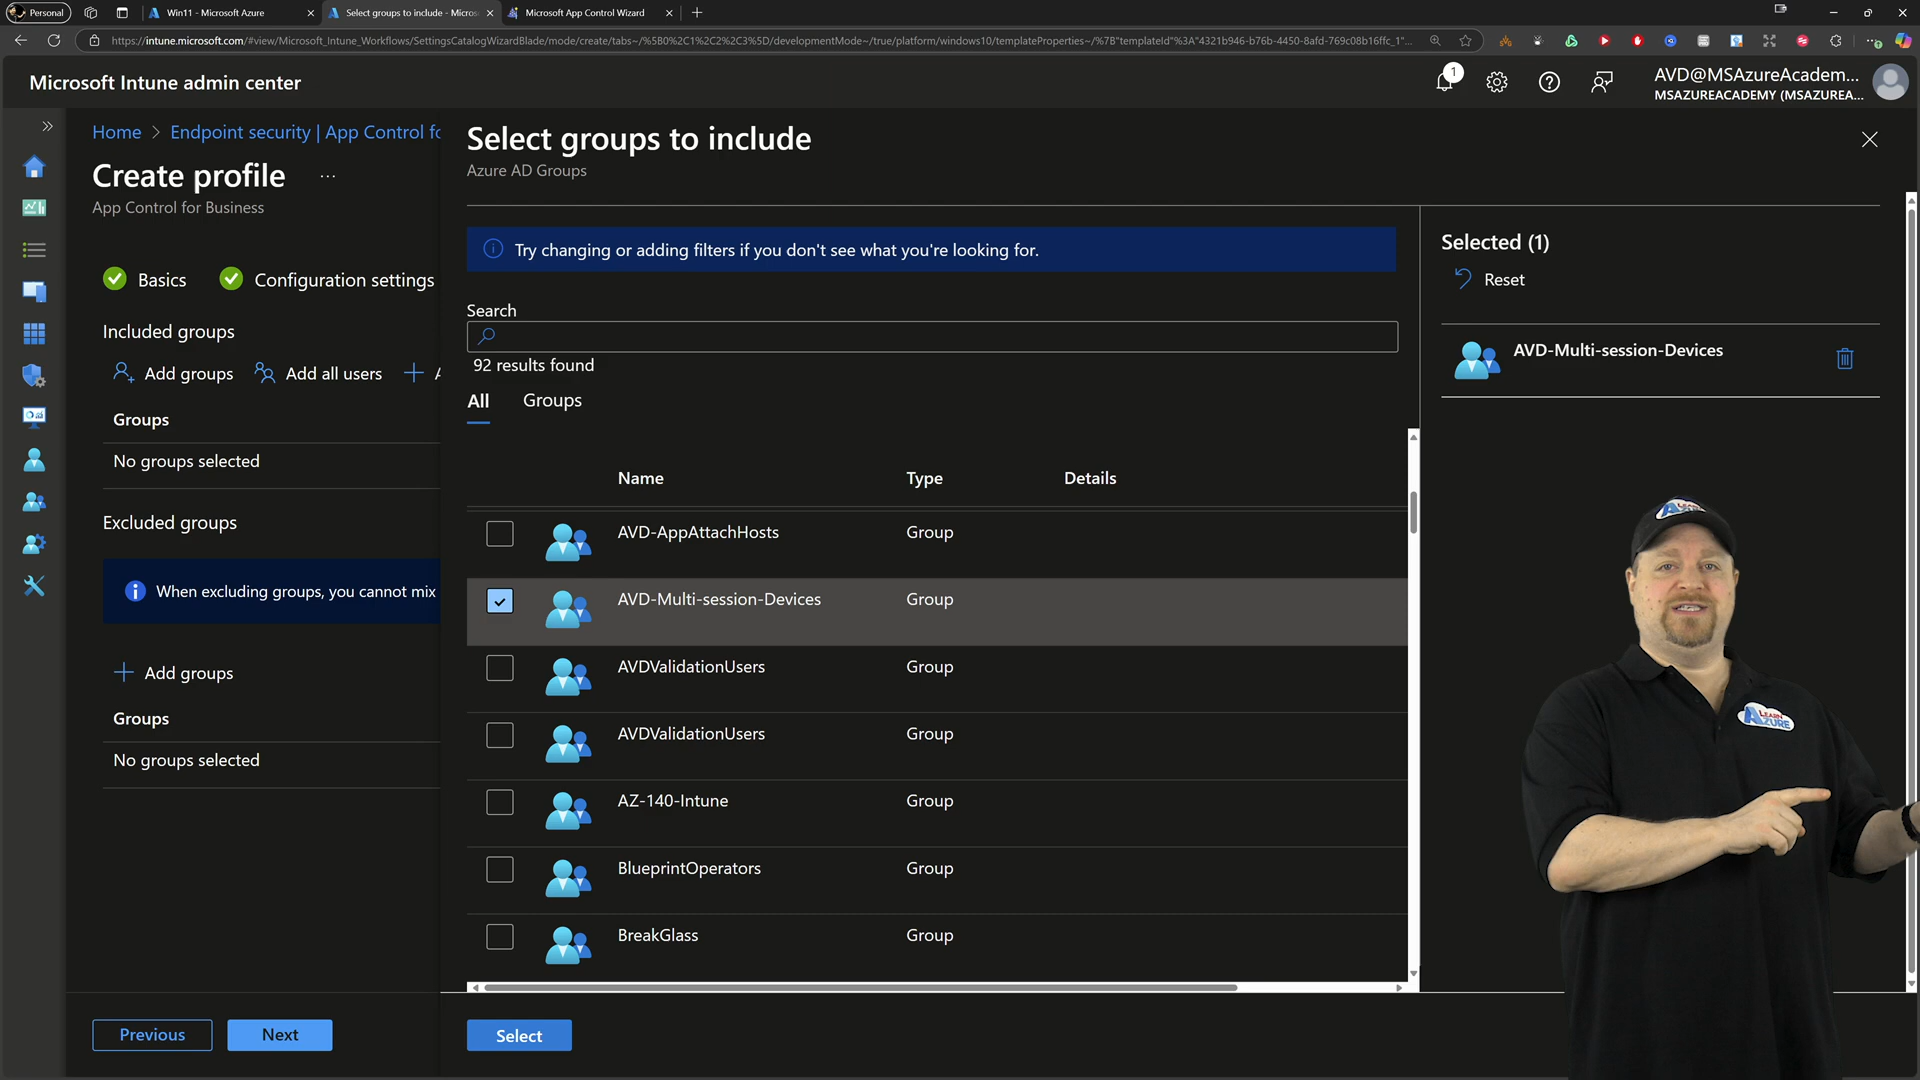 Personal
Win11 - Microsoft Azure
Select groups to include - Micros
Microsoft App Control Wizard
https://intune.microsoft.com/#view/Microsoft_Intune_Workflows/SettingsCatalogWizardBlade/mode/create/tabs~/%5B0%2C1%2C2%2C3%5D/developmentMode~/true/platform/windows10/templateProperties~/%7B"templateId"%3A"4321b946-b76b-4450-8afd-769c08b16ffc_1"...
Microsoft Intune admin center
1
AVD@MSAzureAcadem...
MSAZUREACADEMY (MSAZUREA...
Home > Endpoint security | App Control fo
Create profile ...
App Control for Business
Basics
Configuration settings
Included groups
Add groups
Add all users
Groups
No groups selected
Excluded groups
When excluding groups, you cannot mix
Add groups
Groups
No groups selected
Previous
Next
Select groups to include
Azure AD Groups
Try changing or adding filters if you don't see what you're looking for.
Search
92 results found
All
Groups
Name Type Details
AVD-AppAttachHosts Group
AVD-Multi-session-Devices Group
AVDValidationUsers Group
AVDValidationUsers Group
AZ-140-Intune Group
BlueprintOperators Group
BreakGlass Group
Select
Selected (1)
Reset
AVD-Multi-session-Devices
LEARN
AZURE